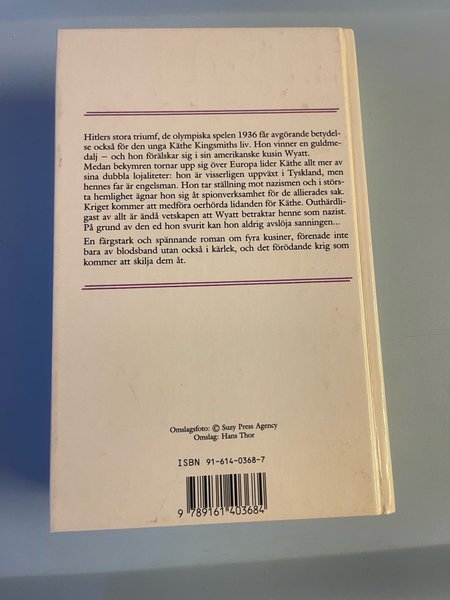 Hitlers stora triumf, de olympiska spelen 1936 får avgörande betydel-
se också för den unga Käthe Kingsmiths liv. Hon vinner en guldme-
dalj – och hon förälskar sig i sin amerikanske kusin Wyatt.
Medan bekymren tornar upp sig över Europa lider Käthe allt mer av
sina dubbla lojaliteter: hon är visserligen uppväxt i Tyskland, men
hennes far är engelsman. Hon tar ställning mot nazismen och i störs-
ta hemlighet ägnar hon sig åt spionverksamhet för de allierades sak.
Kriget kommer att medföra oerhörda lidanden för Käthe. Outhärdli-
gast av allt är ändå vetskapen att Wyatt betraktar henne som nazist.
På grund av den ed hon svurit kan hon aldrig avslöja sanningen...
En färgstark och spännande roman om fyra kusiner, förenade inte
bara av blodsband utan också i kärlek, och det förödande krig som
kommer att skilja dem åt.
Omslagsfoto: © Suzy Press Agency
Omslag: Hans Thor
ISBN 91-614-0368-7
9 789161 403684